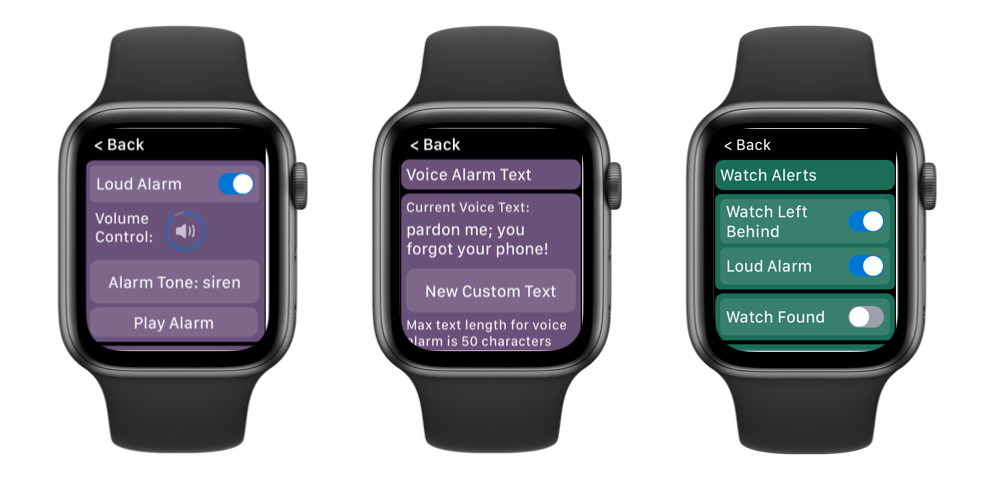 < Back
Loud Alarm
Volume
Control:
Alarm Tone: siren
Play Alarm
< Back
Voice Alarm Text
Current Voice Text:
pardon me; you
forgot your phone!
New Custom Text
Max text length for voice
alarm is 50 characters
< Back
Watch Alerts
Watch Left
Behind
Loud Alarm
Watch Found